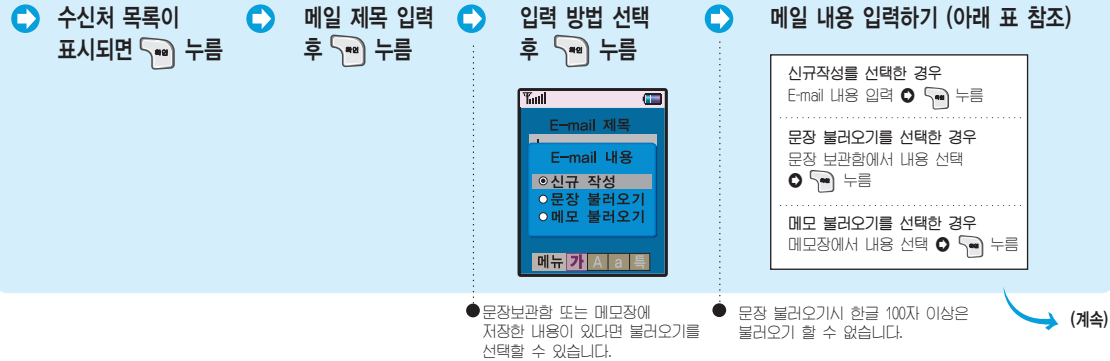 수신처 목록이
표시되면 확인 누름
메일 제목 입력
후 확인 누름
입력 방법 선택
후 확인 누름
E-mail 제목
E-mail 내용
신규 작성
문장 불러오기
메모 불러오기
메뉴 가 A a 특
메일 내용 입력하기 (아래 표 참조)
신규작성를 선택한 경우
E-mail 내용 입력 확인 누름
문장 불러오기를 선택한 경우
문장 보관함에서 내용 선택
확인 누름
메모 불러오기를 선택한 경우
메모장에서 내용 선택 확인 누름
●문장보관함 또는 메모장에
저장한 내용이 있다면 불러오기를
선택할 수 있습니다.
● 문장 불러오기시 한글 100자 이상은
불러오기 할 수 없습니다.
(계속)